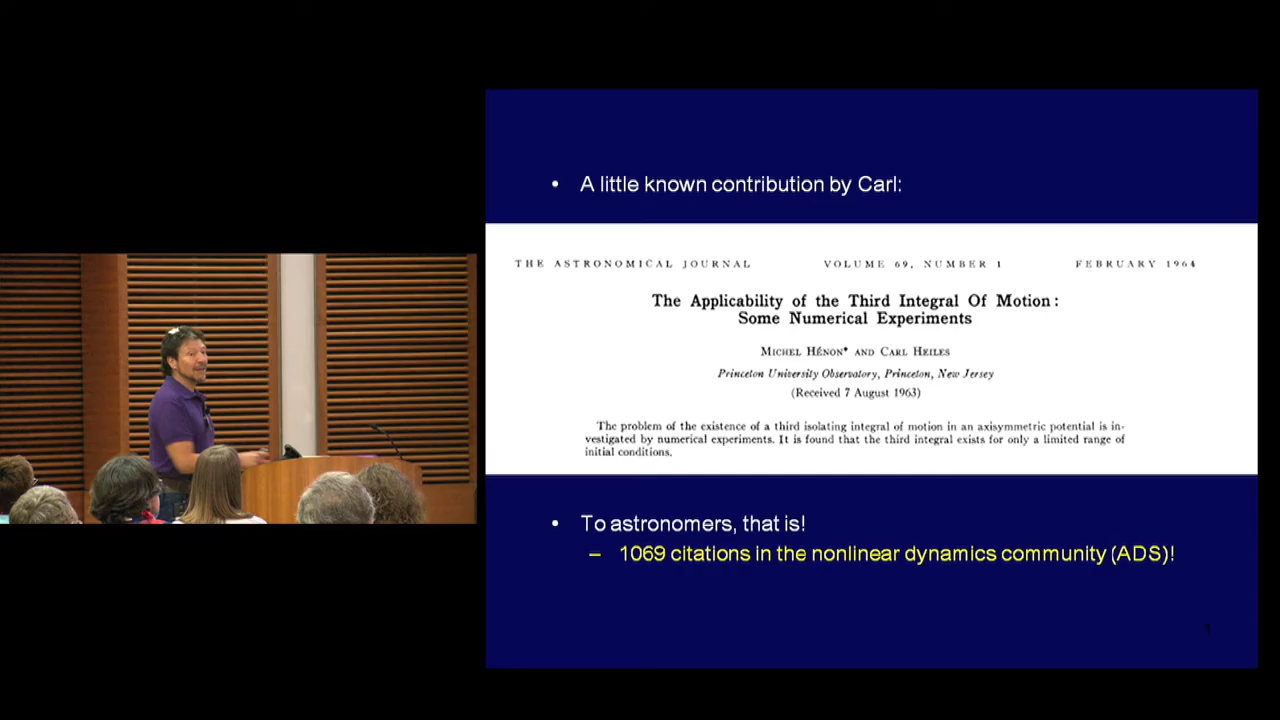 • A little known contribution by Carl:
THE ASTRONOMICAL JOURNAL VOLUME 69, NUMBER 1 FEBRUARY 1964
The Applicability of the Third Integral Of Motion:
Some Numerical Experiments
MICHEL HÉNON* AND CARL HEILES
Princeton University Observatory, Princeton, New Jersey
(Received 7 August 1963)
The problem of the existence of a third isolating integral of motion in an axisymmetric potential is in-
vestigated by numerical experiments. It is found that the third integral exists for only a limited range of
initial conditions.
• To astronomers, that is!
– 1069 citations in the nonlinear dynamics community (ADS)!
1